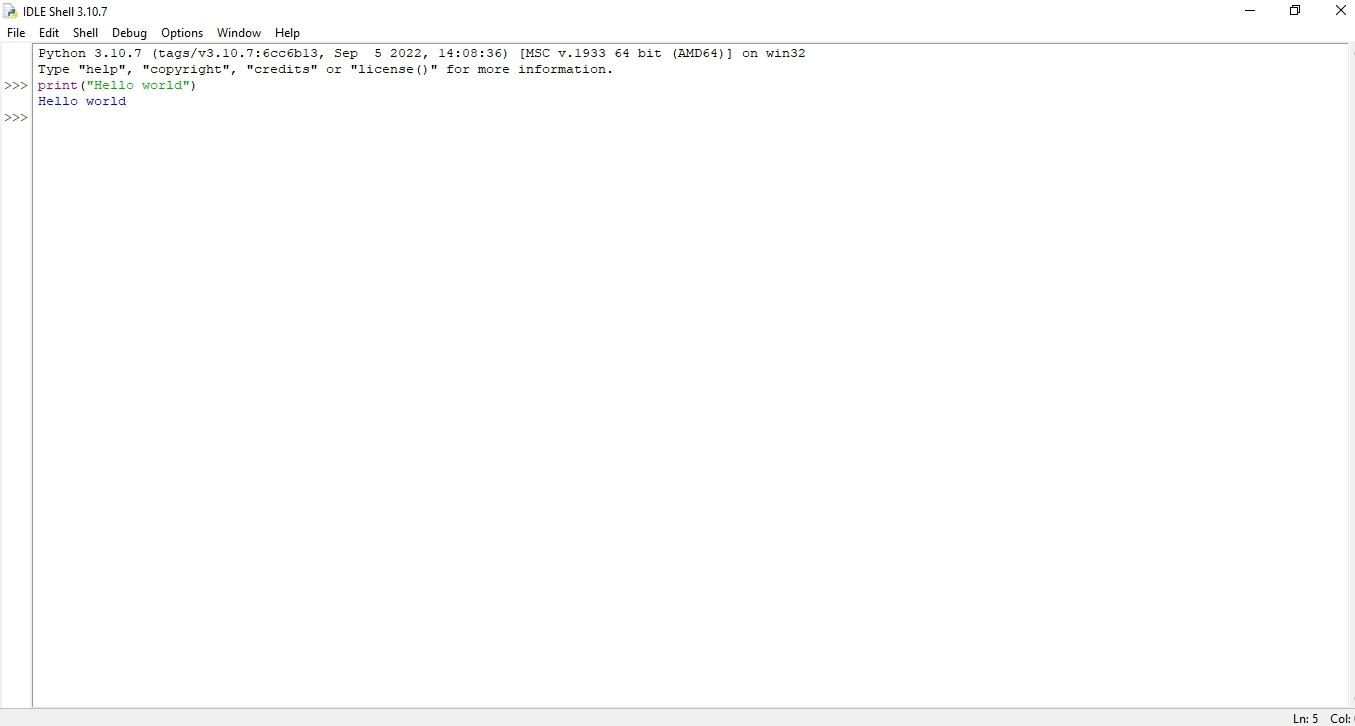 IDLE Shell 3.10.7
File Edit Shell Debug Options Window Help
Python 3.10.7 (tags/v3.10.7:6cc6b13, Sep  5 2022, 14:08:36) [MSC v.1933 64 bit (AMD64)] on win32
Type "help", "copyright", "credits" or "license()" for more information.
>>> print("Hello world")
Hello world
>>>
Ln: 5 Col: